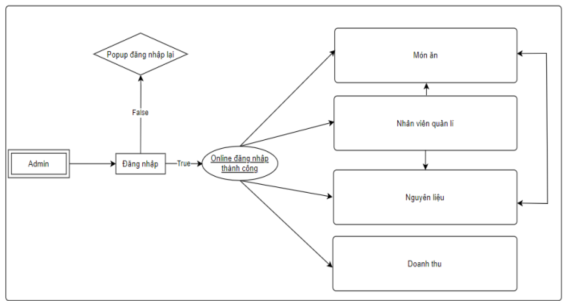 Popup đăng nhập lại
False
Admin
Đăng nhập
True
Online đăng nhập
thành công
Món ăn
Nhân viên quản lí
Nguyên liệu
Doanh thu